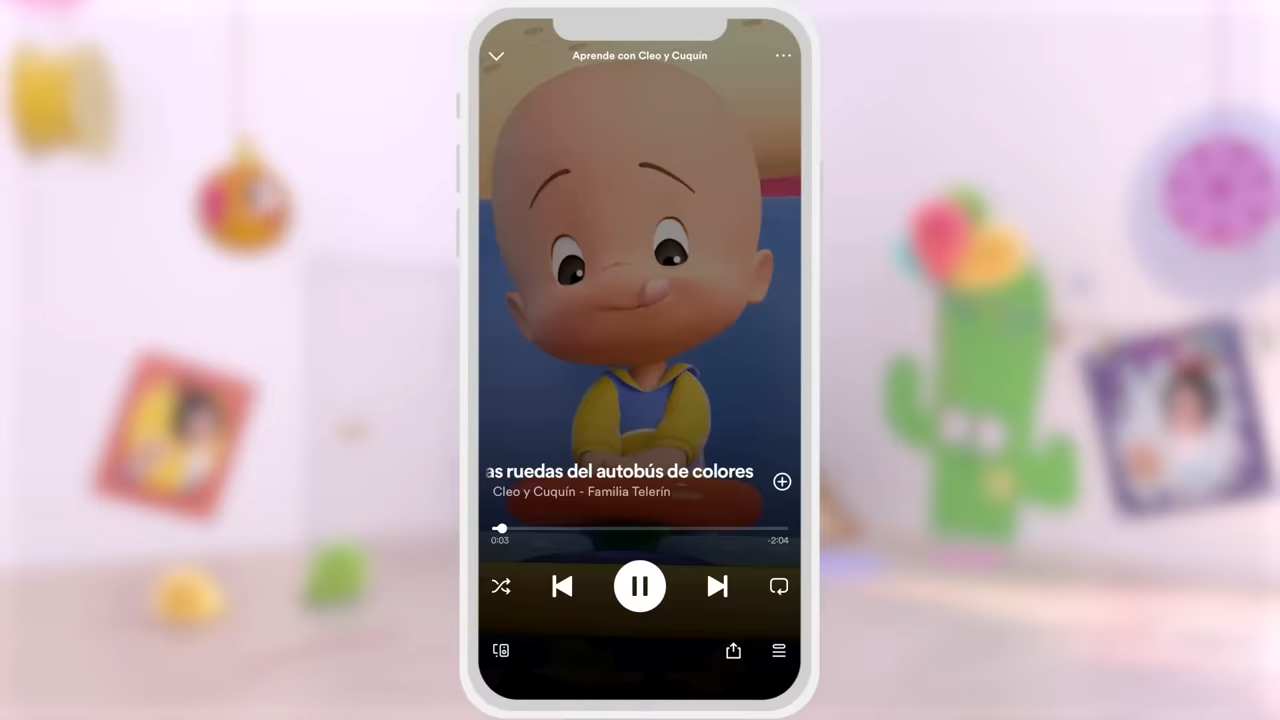 Aprende con Cleo y Cuquín
as ruedas del autobús de colores
Cleo y Cuquín - Familia Telerín
0:03
-2:04